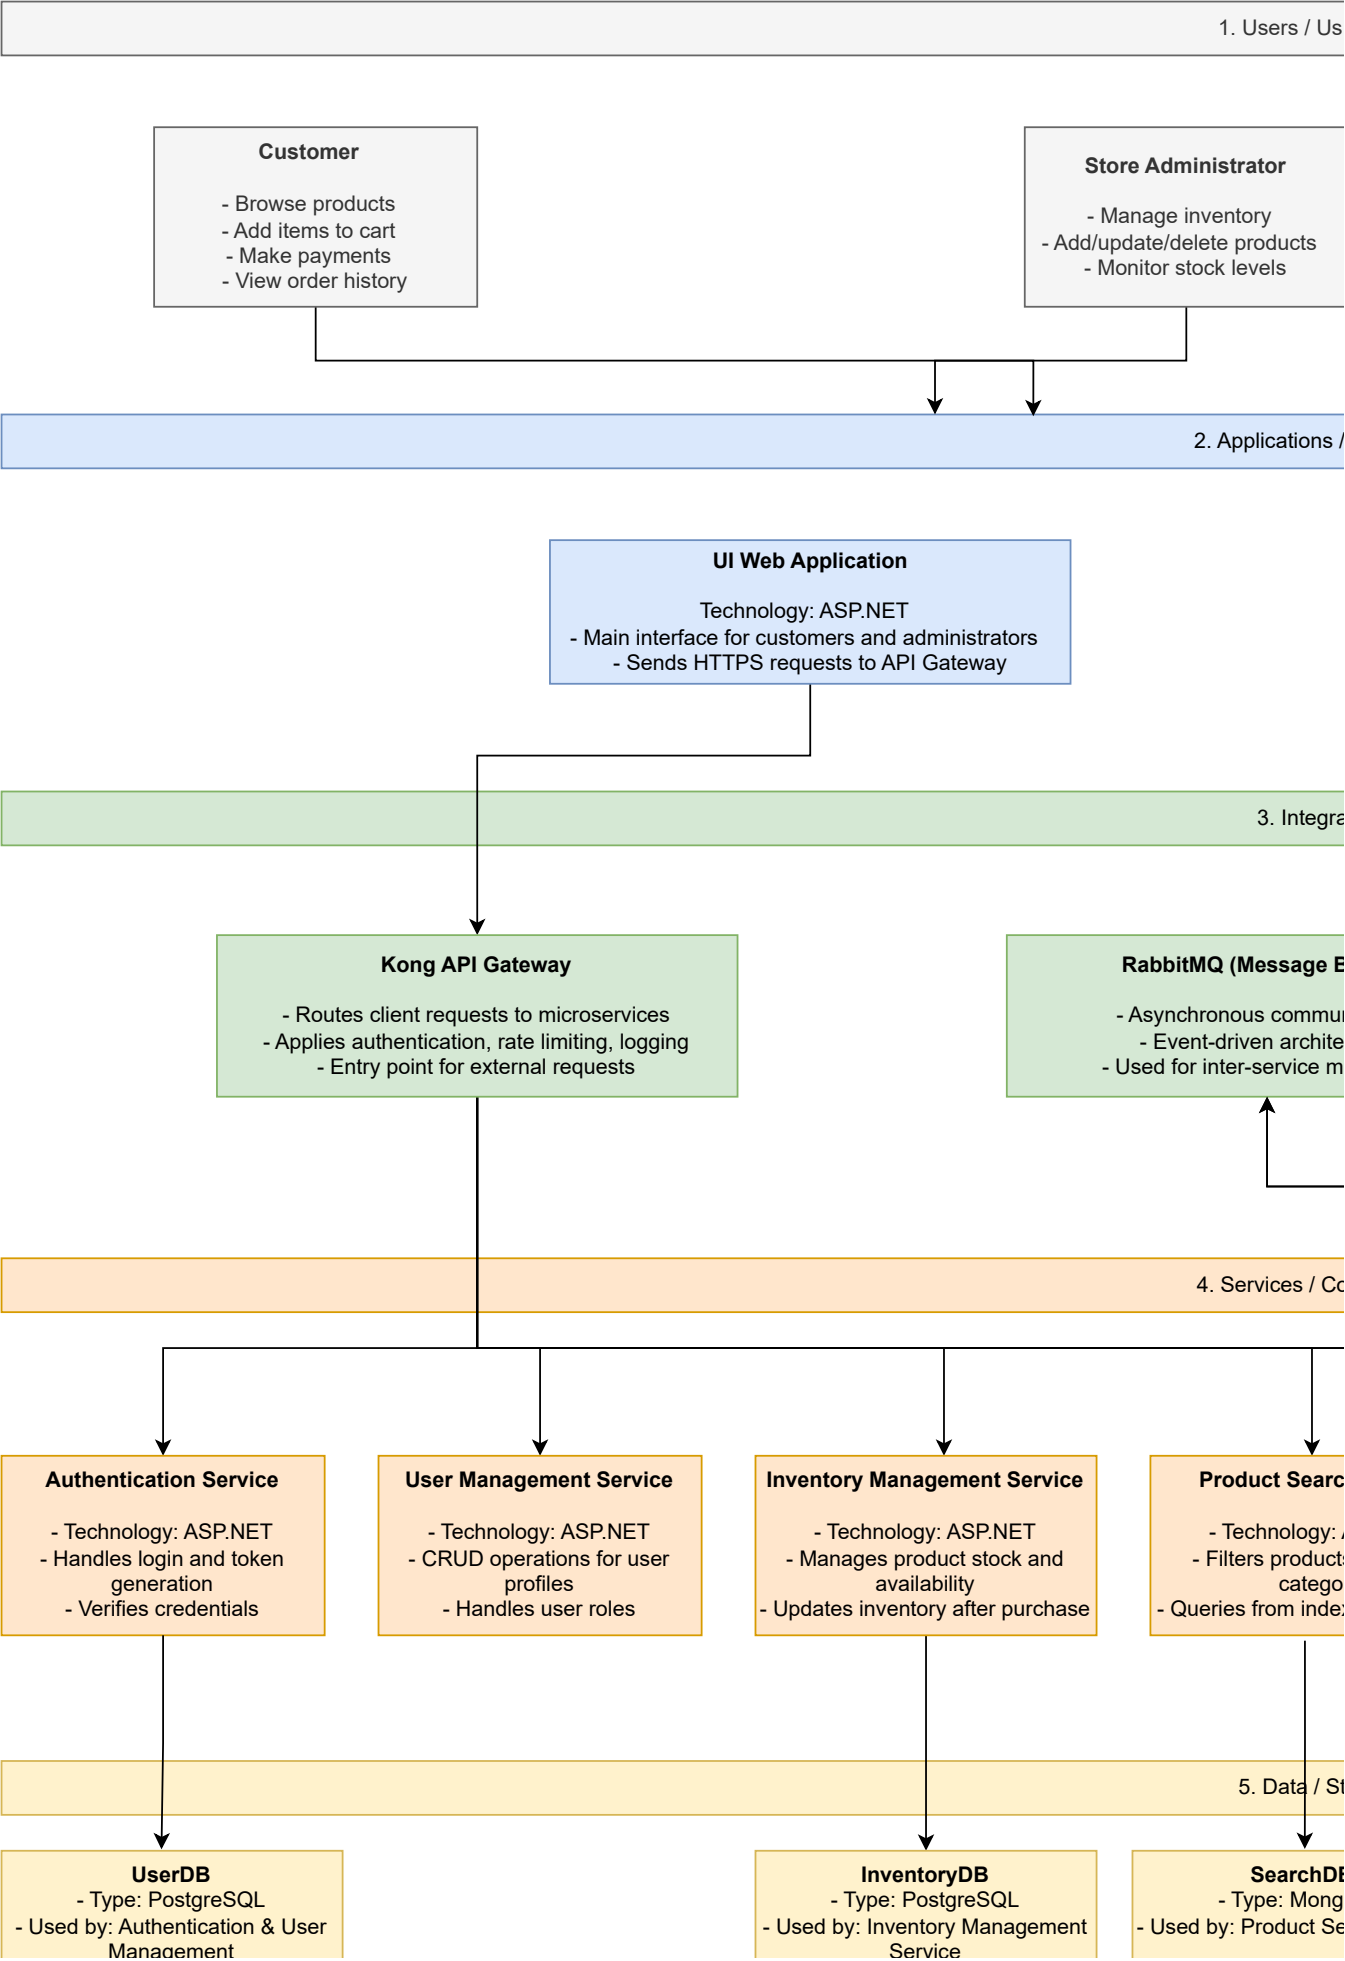 1. Users / Us
Customer
- Browse products
- Add items to cart
- Make payments
- View order history
Store Administrator
- Manage inventory
- Add/update/delete products
- Monitor stock levels
2. Applications /
UI Web Application
Technology: ASP.NET
- Main interface for customers and administrators
- Sends HTTPS requests to API Gateway
3. Integra
Kong API Gateway
- Routes client requests to microservices
- Applies authentication, rate limiting, logging
- Entry point for external requests
RabbitMQ (Message B
- Asynchronous commu
- Event-driven archite
- Used for inter-service m
4. Services / Co
Authentication Service
- Technology: ASP.NET
- Handles login and token
generation
- Verifies credentials
User Management Service
- Technology: ASP.NET
- CRUD operations for user
profiles
- Handles user roles
Inventory Management Service
- Technology: ASP.NET
- Manages product stock and
availability
- Updates inventory after purchase
Product Searc
- Technology:
- Filters products
catego
- Queries from inde
5. Data / St
UserDB
- Type: PostgreSQL
- Used by: Authentication & User
Management
InventoryDB
- Type: PostgreSQL
- Used by: Inventory Management
Service
SearchDB
- Type: Mong
- Used by: Product Se